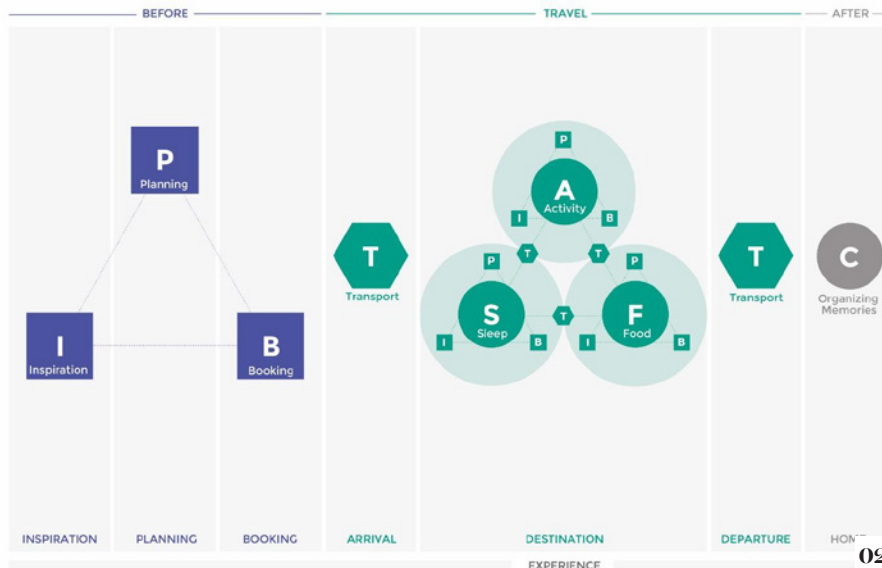 BEFORE
TRAVEL
AFTER
P
Planning
I
Inspiration
B
Booking
T
Transport
P
A
Activity
I
B
T
T
P
S
Sleep
I
B
T
P
F
Food
I
B
T
Transport
C
Organizing
Memories
INSPIRATION
PLANNING
BOOKING
ARRIVAL
DESTINATION
DEPARTURE
EXPERIENCE